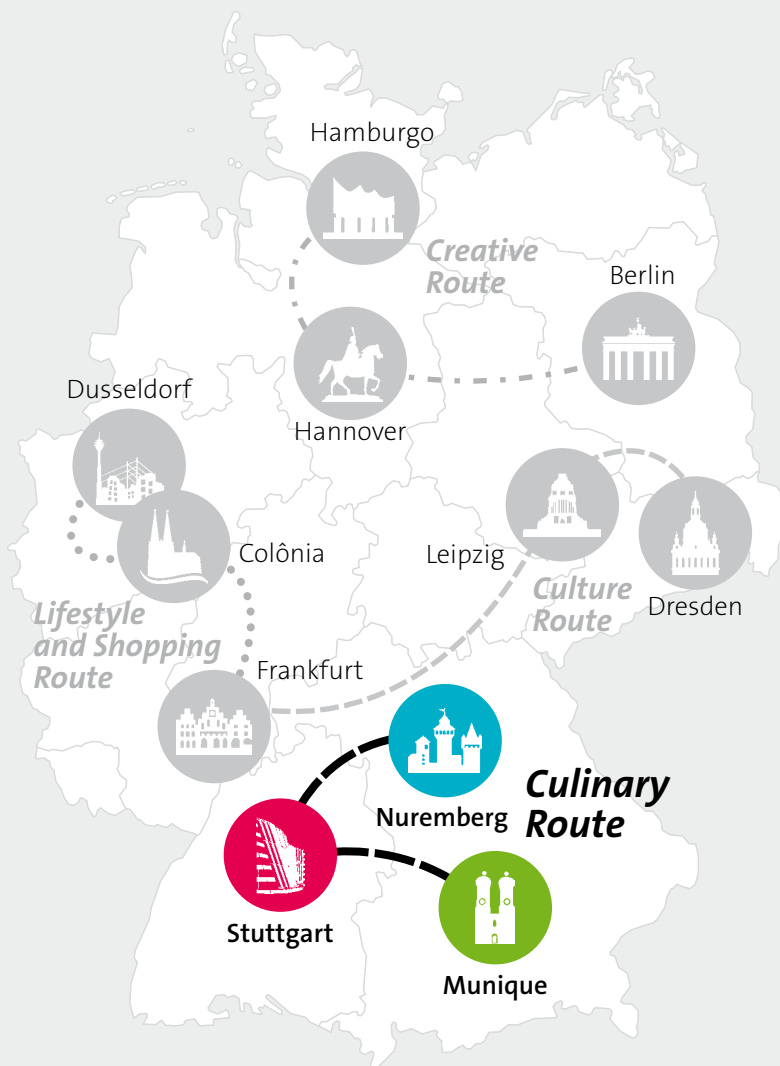 Hamburgo
Creative
Route
Berlin
Dusseldorf
Hannover
Colônia
Leipzig
Culture
Route
Dresden
Lifestyle
and Shopping
Route
Frankfurt
Culinary
Route
Nuremberg
Stuttgart
Munique